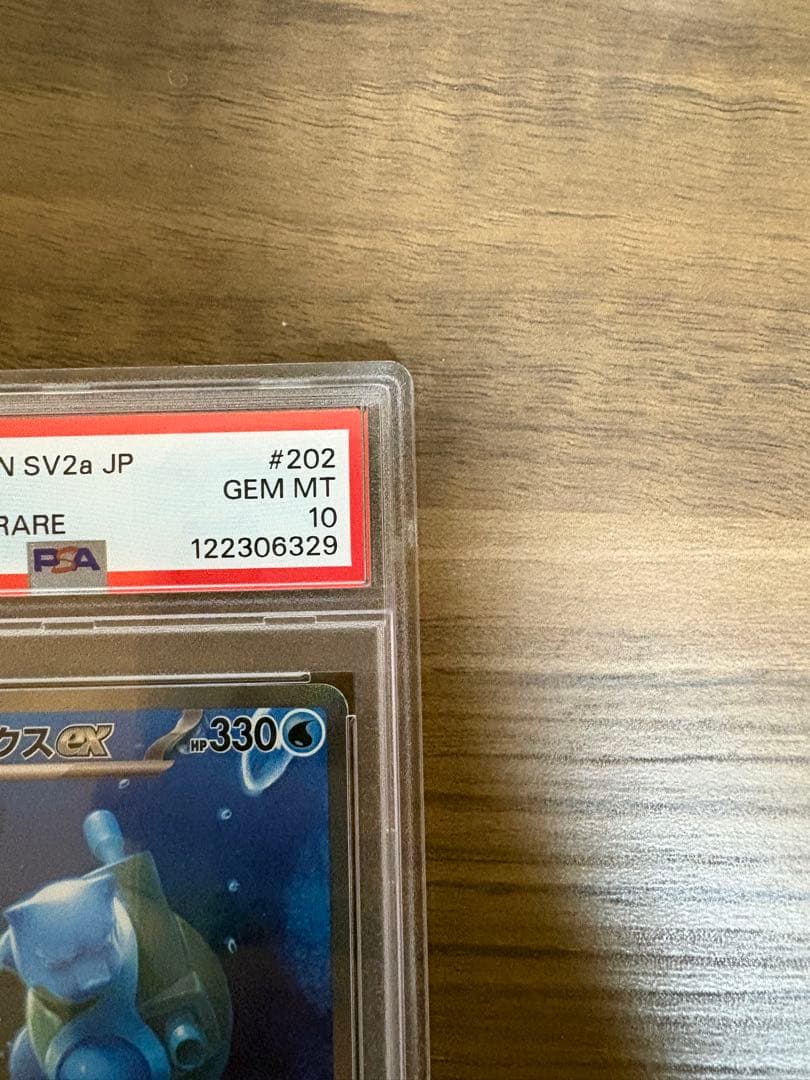 N SV2a JP #202
GEM MT
RARE 10
PSA 122306329
クスex HP330